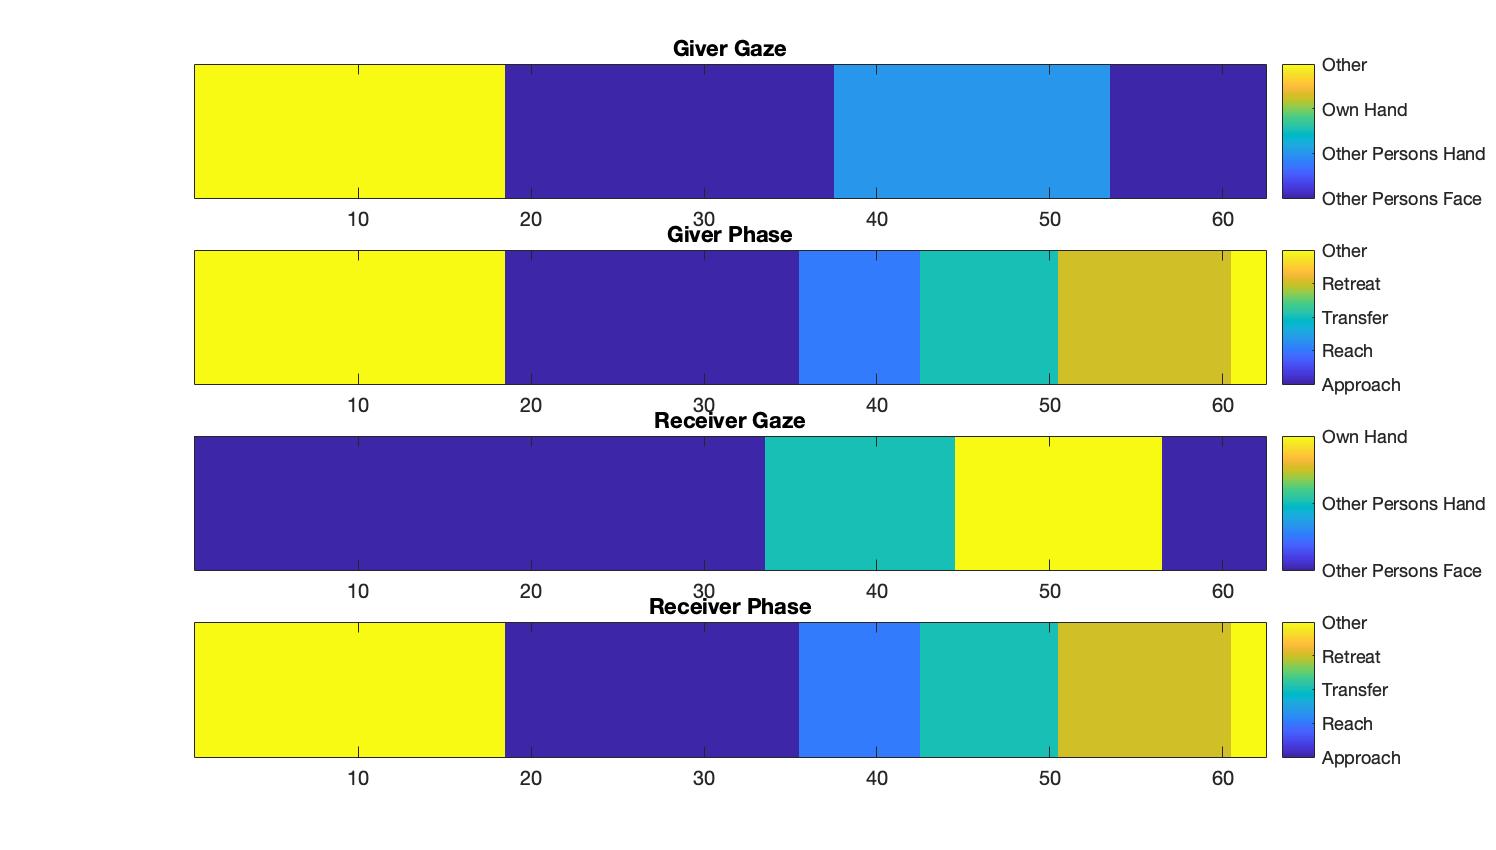 Giver Gaze
Other
Own Hand
Other Persons Hand
Other Persons Face
10 20 30 40 50 60
Giver Phase
Other
Retreat
Transfer
Reach
Approach
10 20 30 40 50 60
Receiver Gaze
Own Hand
Other Persons Hand
Other Persons Face
10 20 30 40 50 60
Receiver Phase
Other
Retreat
Transfer
Reach
Approach
10 20 30 40 50 60